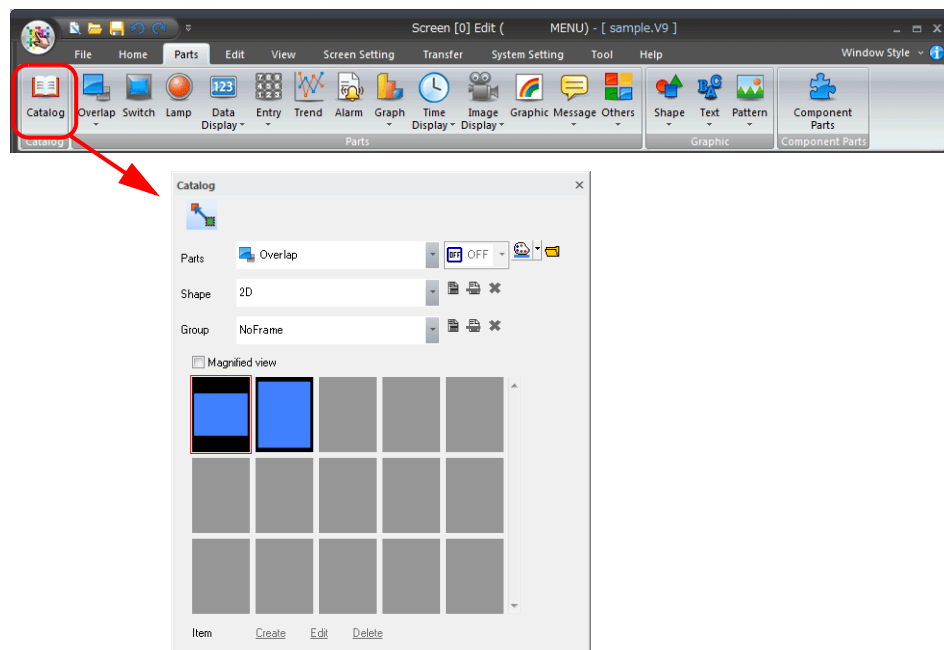 Screen [0] Edit ( MENU) - [ sample.V9 ]
File Home Parts Edit View Screen Setting Transfer System Setting Tool Help Window Style
Catalog Overlap Switch Lamp Data Display Entry Trend Alarm Graph Time Display Image Display Graphic Message Others Shape Text Pattern Component Parts
Catalog Parts Graphic Component Parts
Catalog
Parts Overlap OFF OFF
Shape 2D
Group NoFrame
Magnified view
Item Create Edit Delete